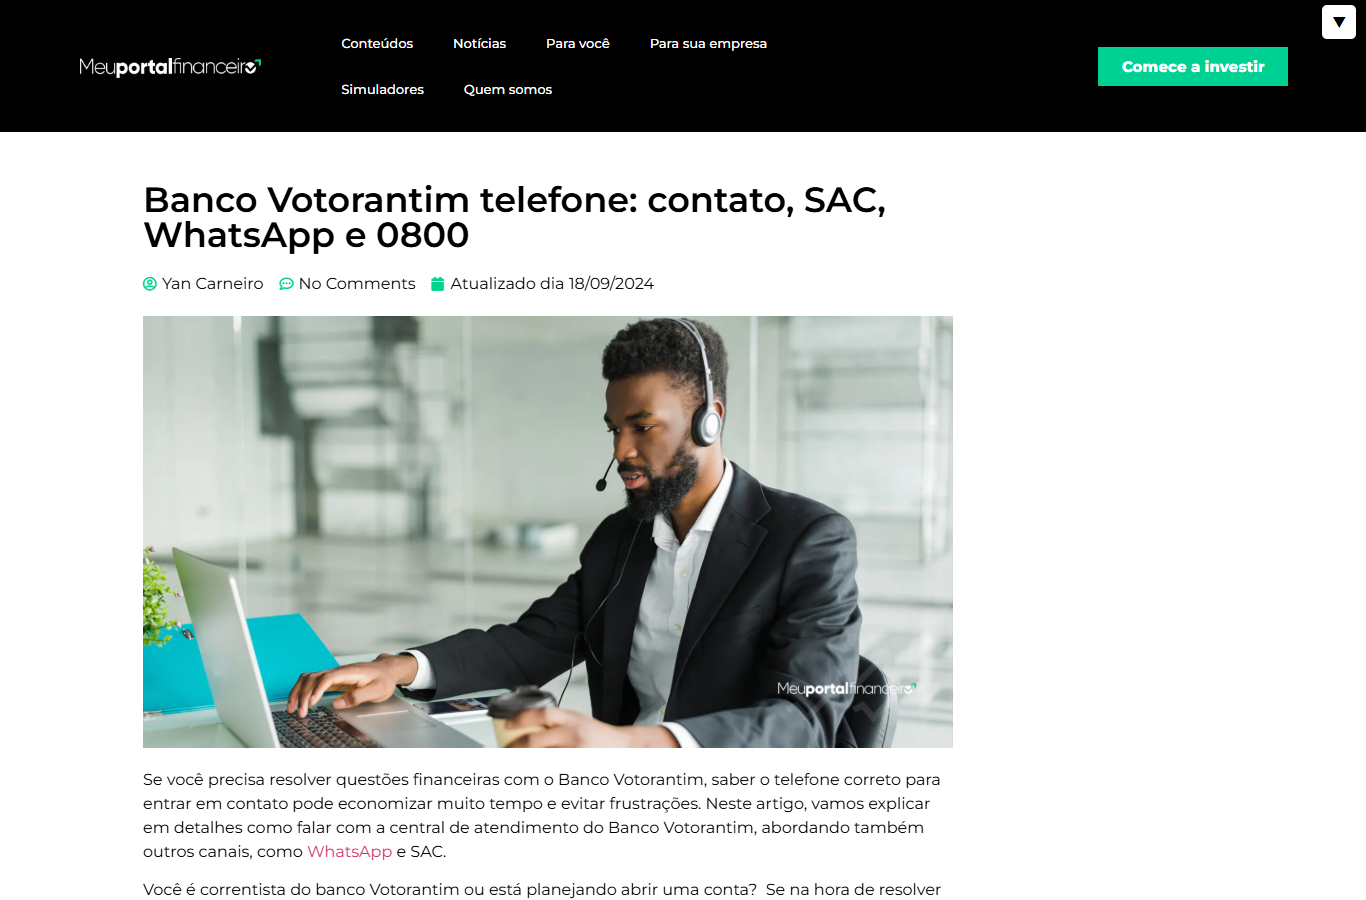 Meuportalfinanceiro
Conteúdos
Notícias
Para você
Para sua empresa
Simuladores
Quem somos
Comece a investir
Banco Votorantim telefone: contato, SAC,
WhatsApp e 0800
Yan Carneiro
No Comments
Atualizado dia 18/09/2024
Meuportalfinanceiro
Se você precisa resolver questões financeiras com o Banco Votorantim, saber o telefone correto para
entrar em contato pode economizar muito tempo e evitar frustrações. Neste artigo, vamos explicar
em detalhes como falar com a central de atendimento do Banco Votorantim, abordando também
outros canais, como WhatsApp e SAC.
Você é correntista do banco Votorantim ou está planejando abrir uma conta?  Se na hora de resolver